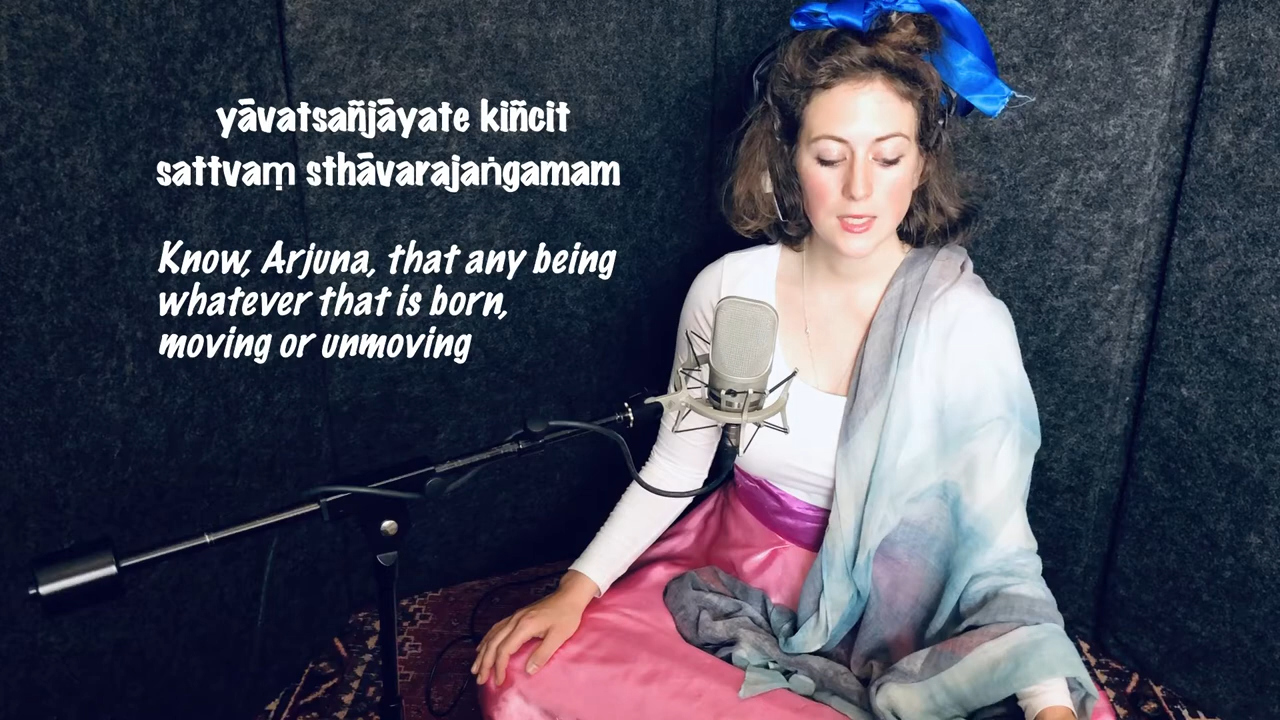 yāvatsañjāyate kiñcit
sattvaṃ sthāvarajaṅgamam
Know, Arjuna, that any being
whatever that is born,
moving or unmoving